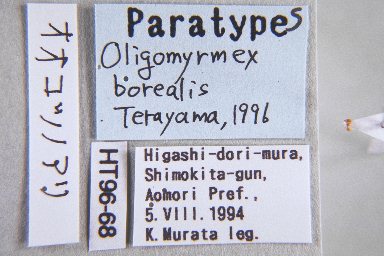 オオコツノアリ
Paratypes
Oligomyrmex
borealis
Terayama, 1996
HT96-68
Higashi-dori-mura,
Shimokita-gun,
Aomori Pref.,
5. VIII. 1994
K. Murata leg.